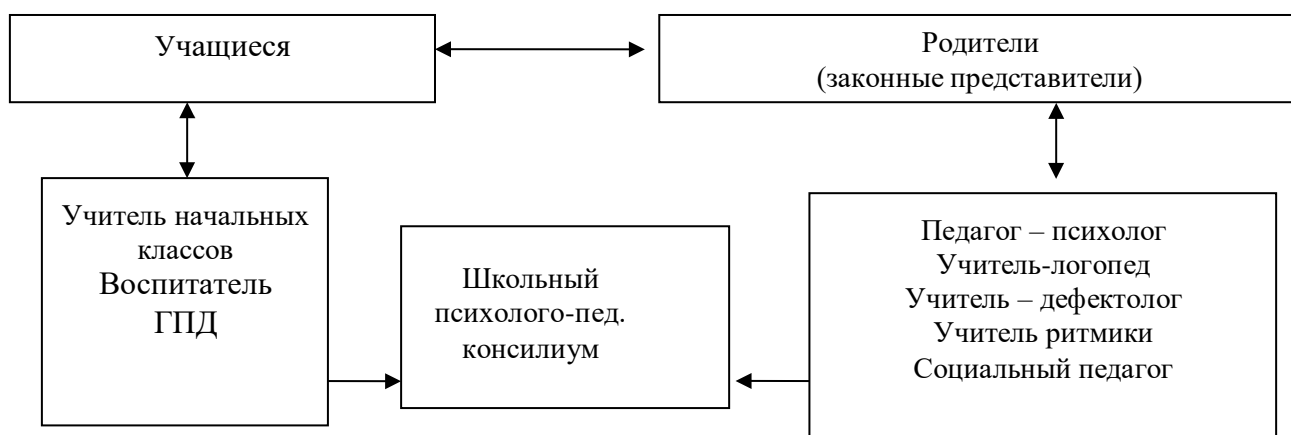 Учащиеся
Родители
(законные представители)
Учитель начальных
классов
Воспитатель
ГПД
Школьный
психолого-пед.
консилиум
Педагог – психолог
Учитель-логопед
Учитель – дефектолог
Учитель ритмики
Социальный педагог